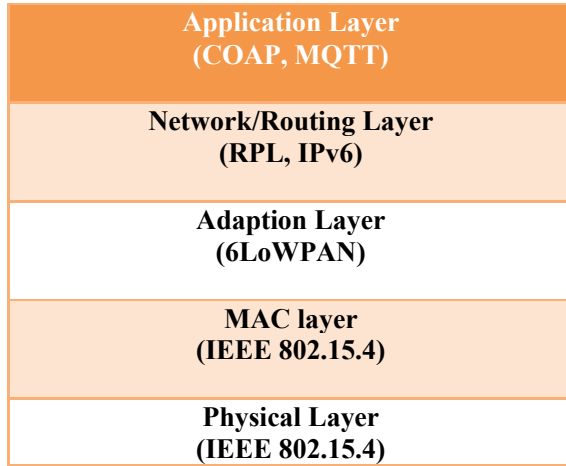 Application Layer
(COAP, MQTT)
Network/Routing Layer
(RPL, IPv6)
Adaption Layer
(6LoWPAN)
MAC layer
(IEEE 802.15.4)
Physical Layer
(IEEE 802.15.4)